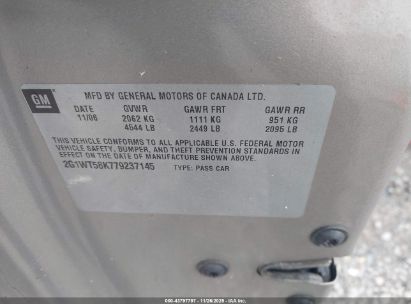 GM
MFD BY GENERAL MOTORS OF CANADA LTD.
DATE GVWR GAWR FRT GAWR RR
11/06 2062 KG 1111 KG 951 KG
4544 LB 2449 LB 2095 LB
THIS VEHICLE CONFORMS TO ALL APPLICABLE U.S. FEDERAL MOTOR
VEHICLE SAFETY, BUMPER, AND THEFT PREVENTION STANDARDS IN
EFFECT ON THE DATE OF MANUFACTURE SHOWN ABOVE.
2G1WT58K779237145 TYPE: PASS CAR